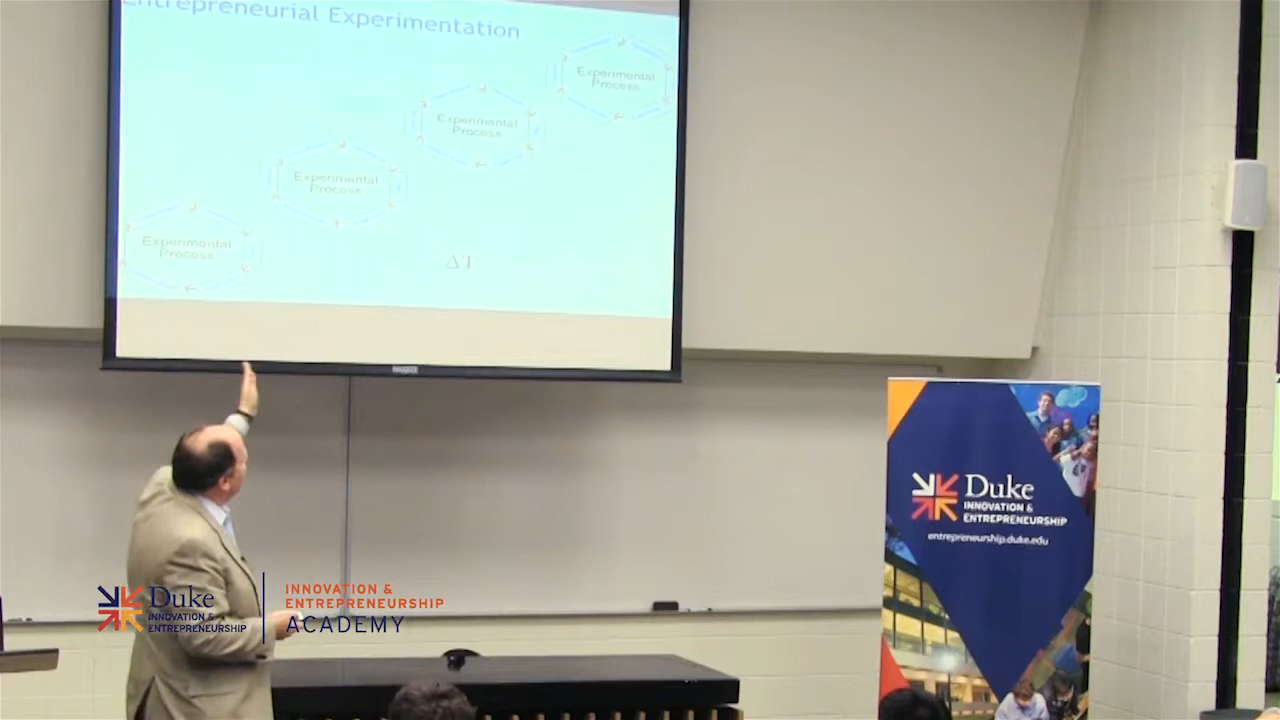 Entrepreneurial Experimentation
Experimental
Process
Experimental
Process
Experimental
Process
Experimental
Process
ΔT
Duke
INNOVATION &
ENTREPRENEURSHIP
entrepreneurship.duke.edu
Duke
INNOVATION &
ENTREPRENEURSHIP
INNOVATION &
ENTREPRENEURSHIP
ACADEMY